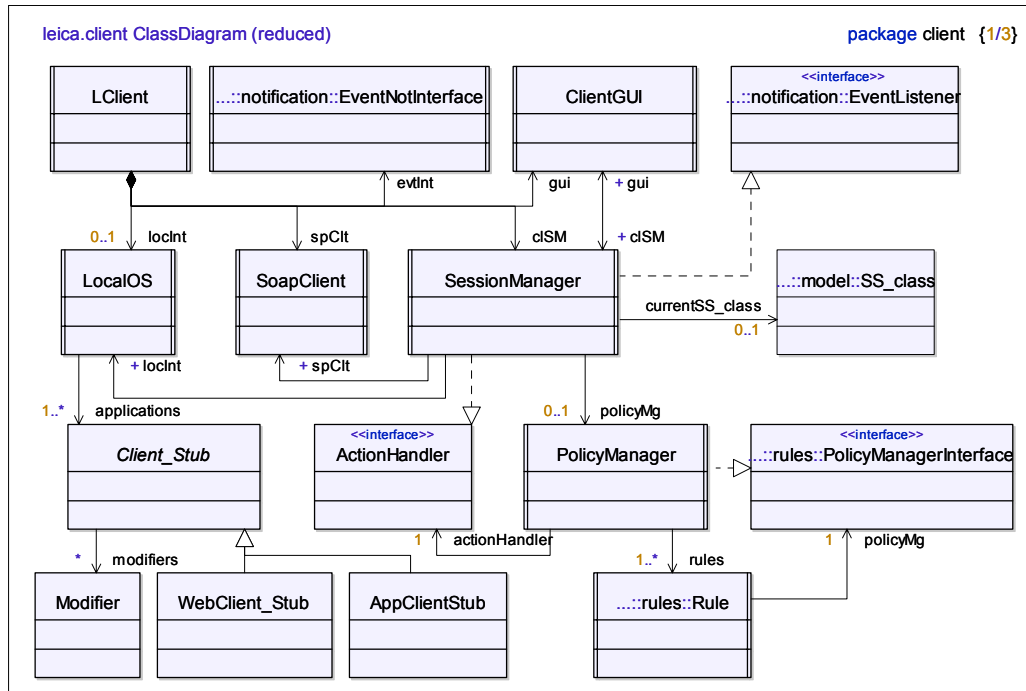 leica.client ClassDiagram (reduced)
package client {1/3}
LClient
...::notification::EventNotInterface
ClientGUI
<<interface>>
...::notification::EventListener
evtInt
gui
+ gui
0..1
locInt
spClt
clSM
+ clSM
LocalOS
SoapClient
SessionManager
...::model::SS_class
currentSS_class
0..1
+ locInt
+ spClt
1..*
applications
0..1
policyMg
Client_Stub
<<interface>>
ActionHandler
PolicyManager
<<interface>>
...::rules::PolicyManagerInterface
1
actionHandler
1
policyMg
*
modifiers
1..*
rules
Modifier
WebClient_Stub
AppClientStub
...::rules::Rule